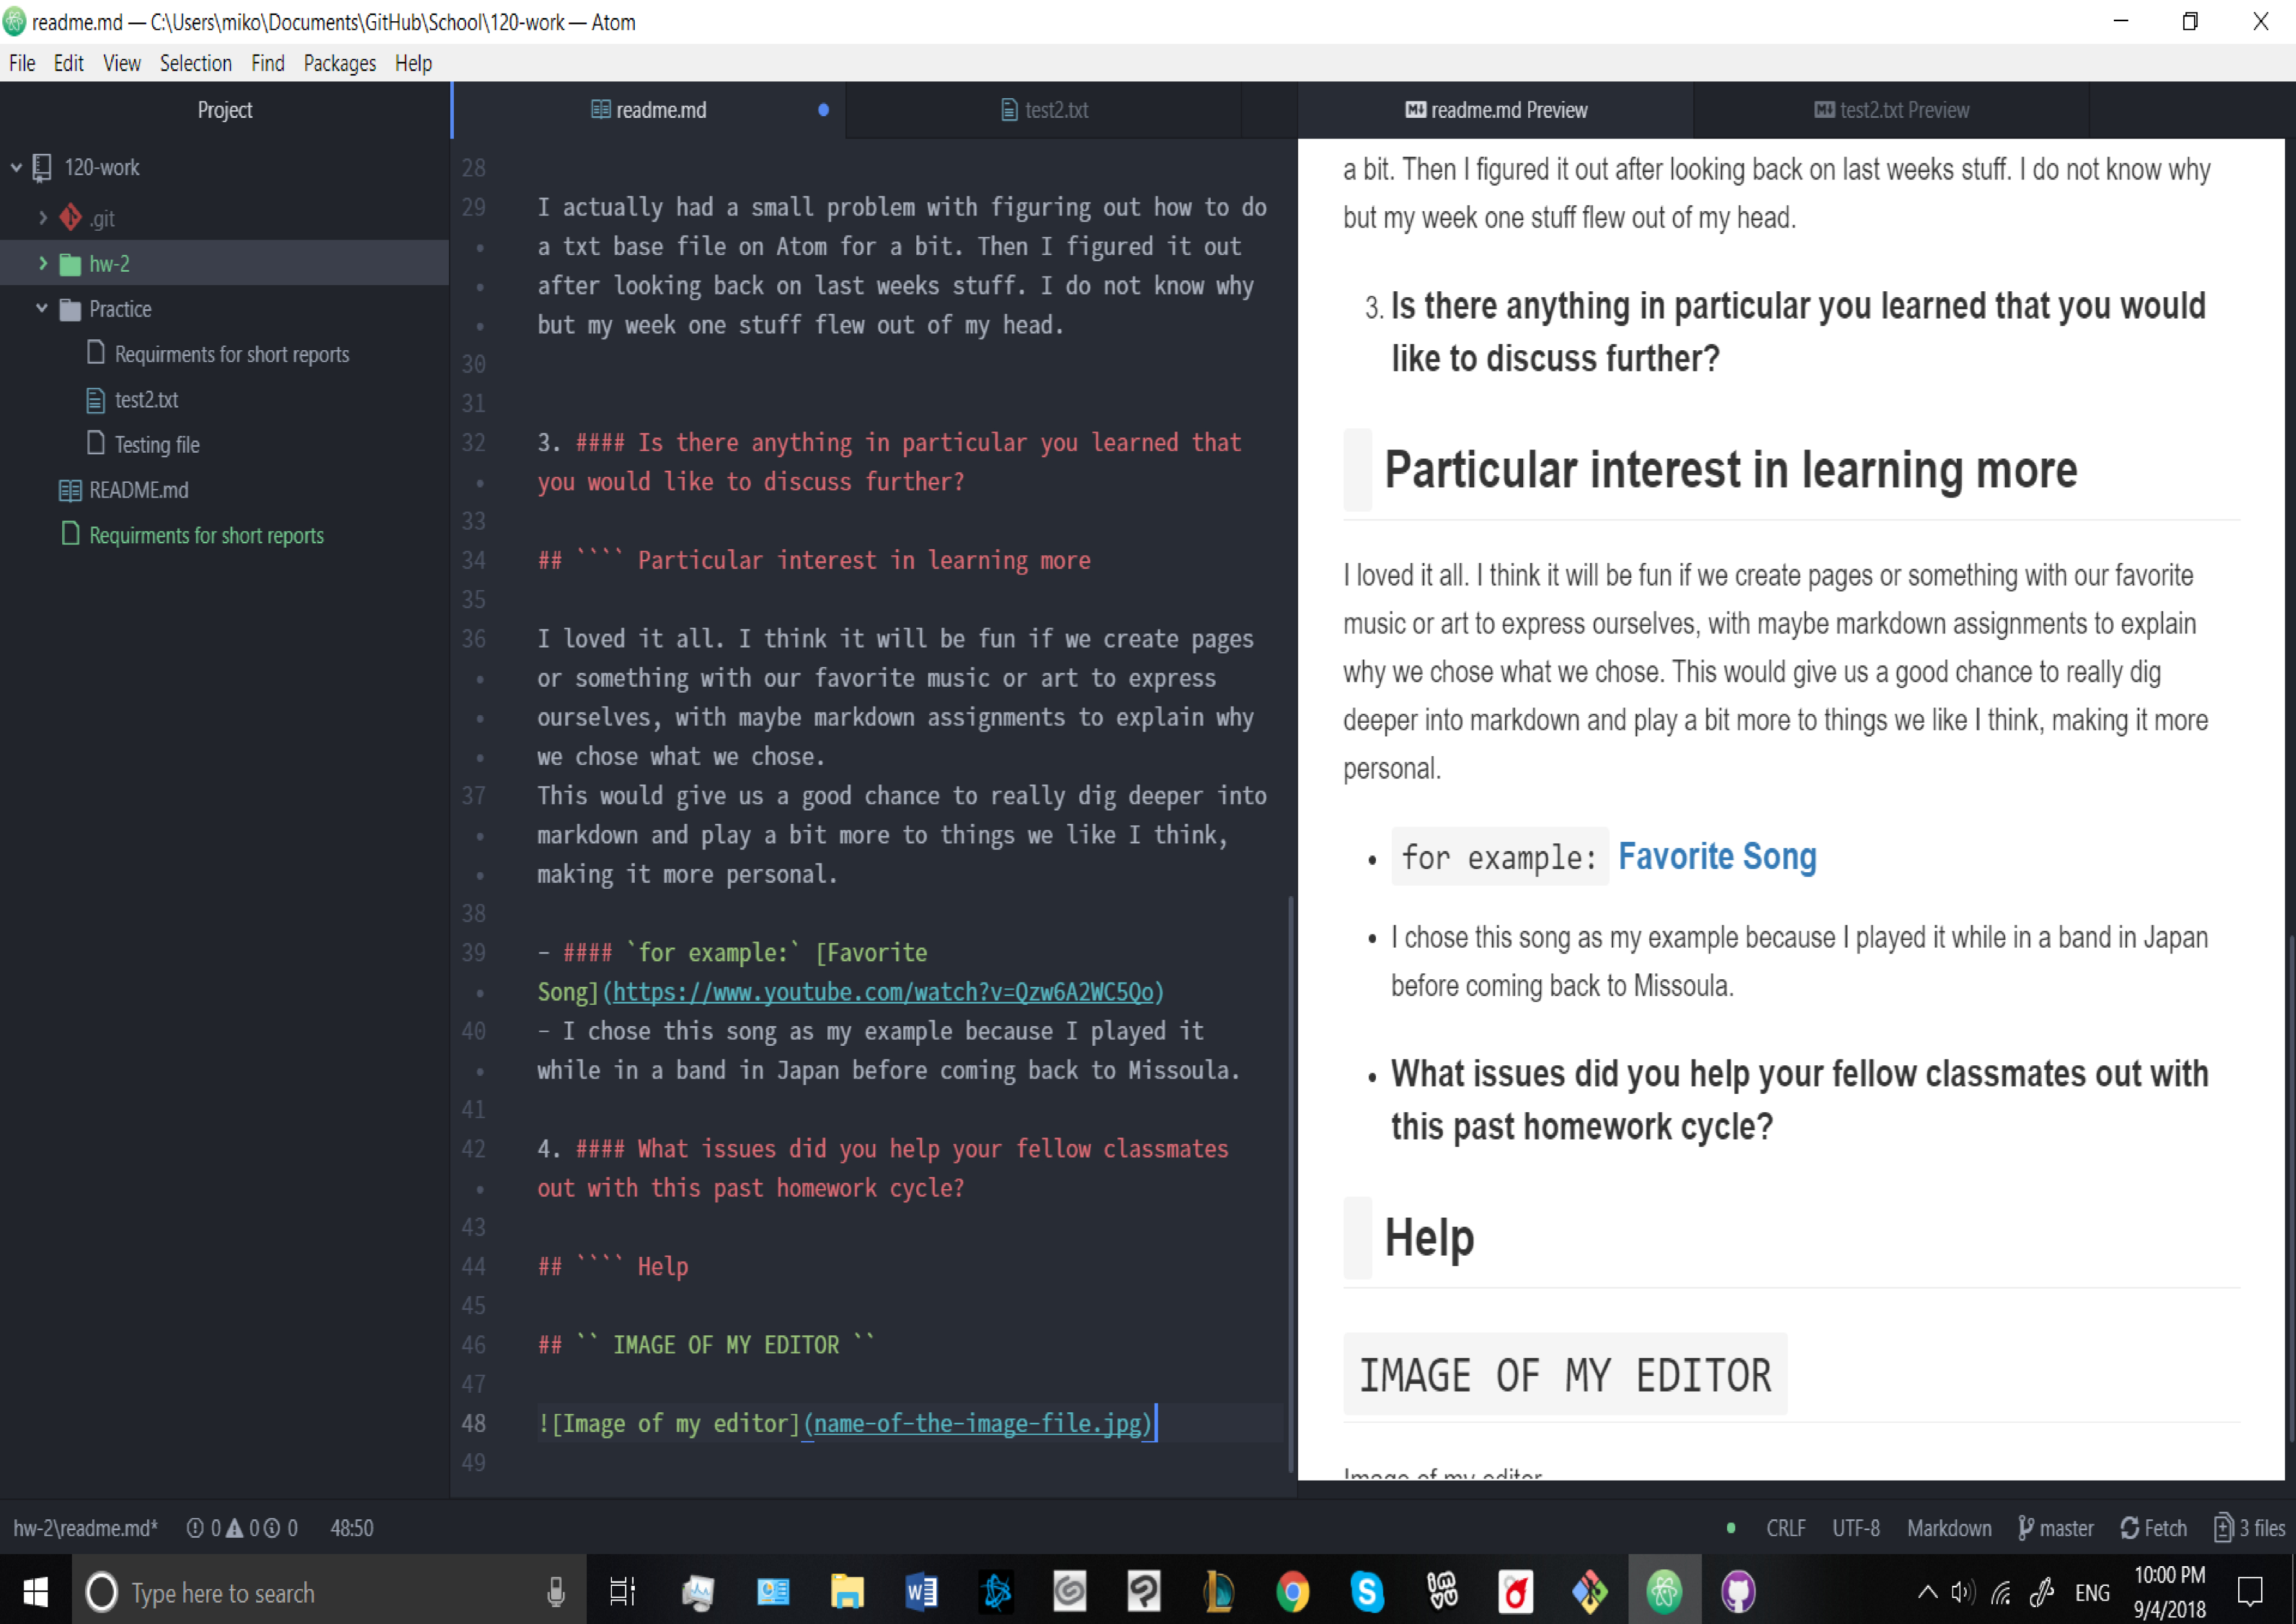 readme.md — C:\Users\miko\Documents\GitHub\School\120-work — Atom
File Edit View Selection Find Packages Help
Project
120-work
.git
hw-2
Practice
Requirments for short reports
test2.txt
Testing file
README.md
Requirments for short reports
readme.md
test2.txt
28
29 I actually had a small problem with figuring out how to do
a txt base file on Atom for a bit. Then I figured it out
after looking back on last weeks stuff. I do not know why
but my week one stuff flew out of my head.
30
31
32 3. #### Is there anything in particular you learned that
you would like to discuss further?
33
34 ## ```` Particular interest in learning more
35
36 I loved it all. I think it will be fun if we create pages
or something with our favorite music or art to express
ourselves, with maybe markdown assignments to explain why
we chose what we chose.
37 This would give us a good chance to really dig deeper into
markdown and play a bit more to things we like I think,
making it more personal.
38
39 - #### `for example:` [Favorite
Song](https://www.youtube.com/watch?v=Qzw6A2WC5Qo)
40 - I chose this song as my example because I played it
while in a band in Japan before coming back to Missoula.
41
42 4. #### What issues did you help your fellow classmates
out with this past homework cycle?
43
44 ## ```` Help
45
46 ## `` IMAGE OF MY EDITOR ``
47
48 ![Image of my editor](name-of-the-image-file.jpg)
49
readme.md Preview
test2.txt Preview
a bit. Then I figured it out after looking back on last weeks stuff. I do not know why
but my week one stuff flew out of my head.
3. Is there anything in particular you learned that you would
like to discuss further?
Particular interest in learning more
I loved it all. I think it will be fun if we create pages or something with our favorite
music or art to express ourselves, with maybe markdown assignments to explain
why we chose what we chose. This would give us a good chance to really dig
deeper into markdown and play a bit more to things we like I think, making it more
personal.
• for example: Favorite Song
• I chose this song as my example because I played it while in a band in Japan
before coming back to Missoula.
• What issues did you help your fellow classmates out with
this past homework cycle?
Help
IMAGE OF MY EDITOR
Image of my editor
hw-2\readme.md* 0 0 0 48:50
CRLF UTF-8 Markdown master Fetch 3 files
Type here to search
ENG
10:00 PM
9/4/2018